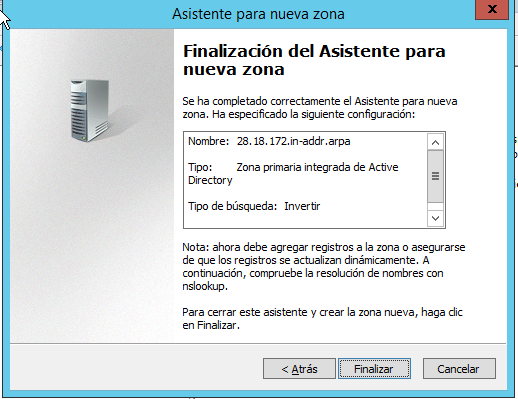 Asistente para nueva zona
x
Finalización del Asistente para
nueva zona
Se ha completado correctamente el Asistente para nueva
zona. Ha especificado la siguiente configuración:
Nombre: 28.18.172.in-addr.arpa
Tipo: Zona primaria integrada de Active
Directory
Tipo de búsqueda: Invertir
Nota: ahora debe agregar registros a la zona o asegurarse
de que los registros se actualizan dinámicamente. A
continuación, compruebe la resolución de nombres con
nslookup.
Para cerrar este asistente y crear la zona nueva, haga clic
en Finalizar.
< Atrás Finalizar Cancelar